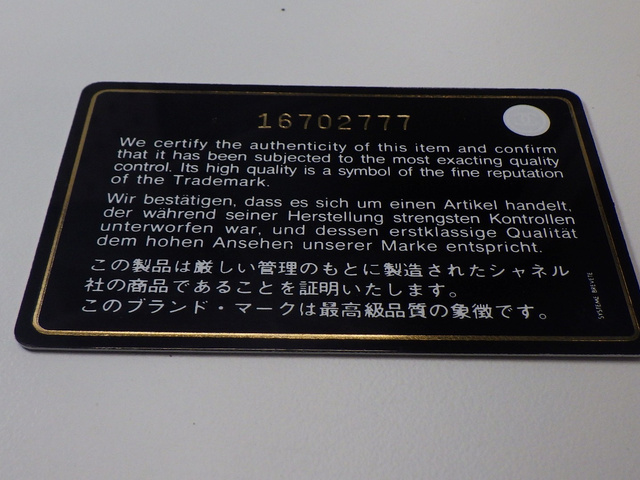 16702777
We certify the authenticity of this item and confirm
that it has been subjected to the most exacting quality
control. Its high quality is a symbol of the fine reputation
of the Trademark.
Wir bestätigen, dass es sich um einen Artikel handelt,
der während seiner Herstellung strengsten Kontrollen
unterworfen war, und dessen erstklassige Qualität
dem hohen Ansehen unserer Marke entspricht.
この製品は厳しい管理のもとに製造されたシャネル
社の商品であることを証明いたします。
このブランド・マークは最高級品質の象徴です。
SYSTEME BREVETE